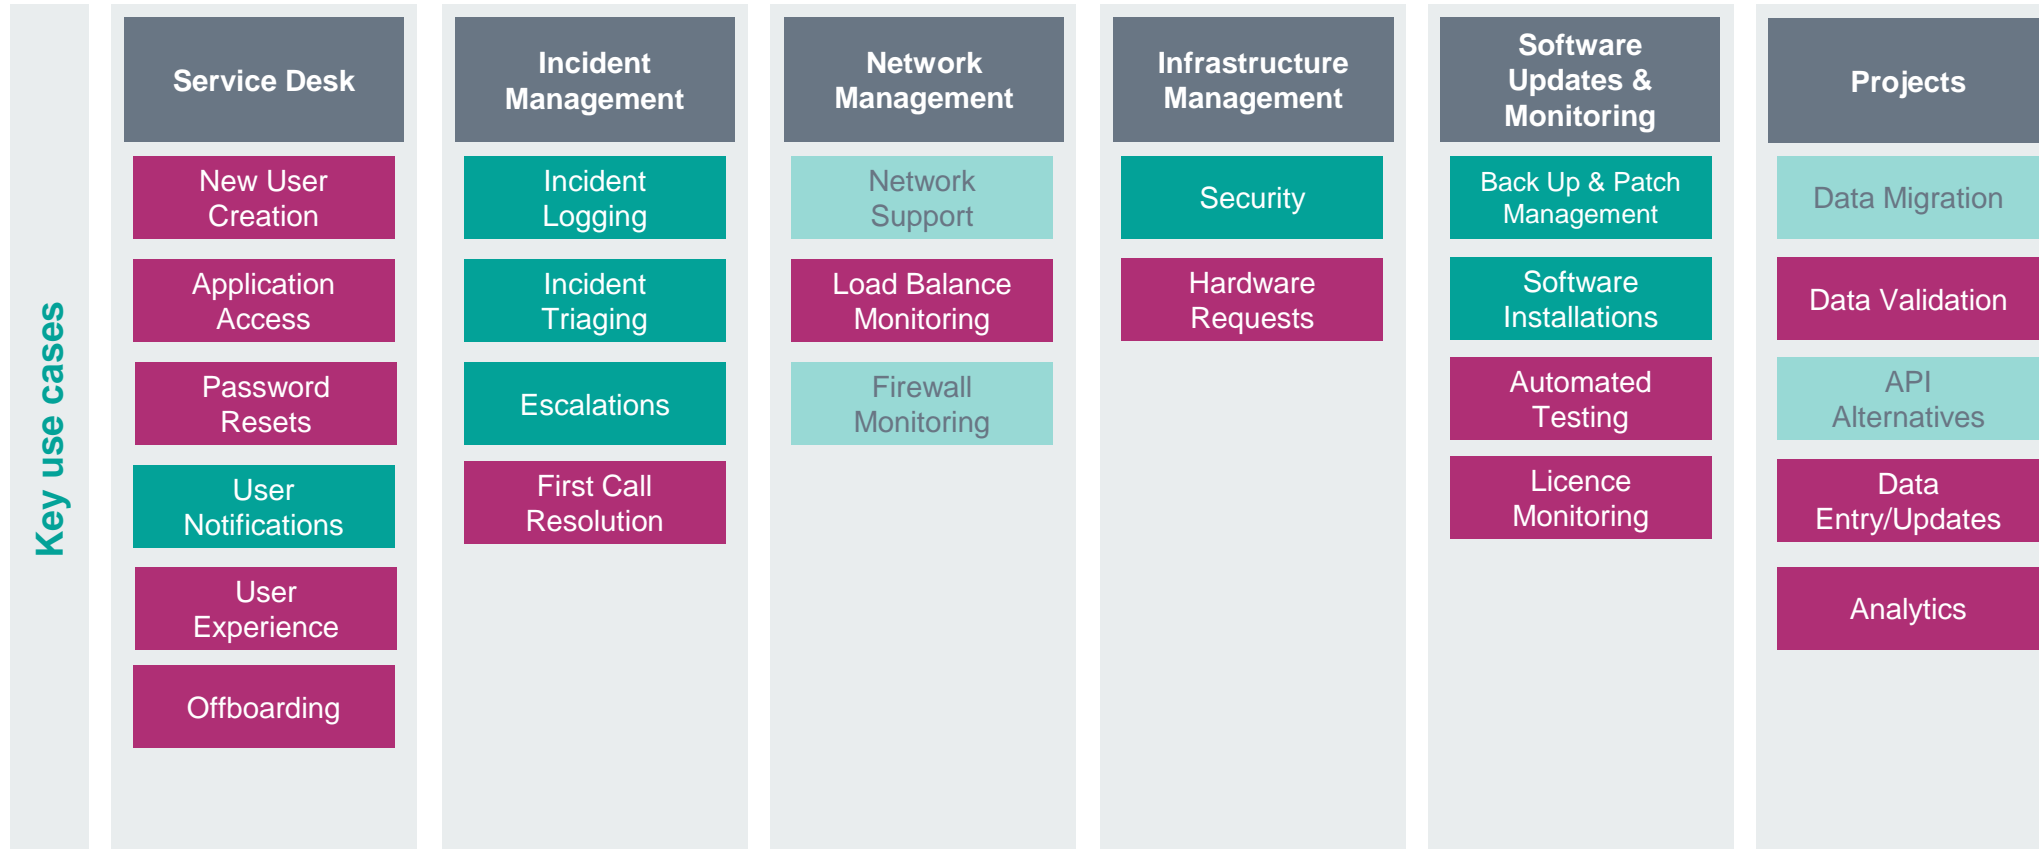 Key use cases
Service Desk
New User
Creation
Application
Access
Password
Resets
User
Notifications
User
Experience
Offboarding
Incident
Management
Incident
Logging
Incident
Triaging
Escalations
First Call
Resolution
Network
Management
Network
Support
Load Balance
Monitoring
Firewall
Monitoring
Infrastructure
Management
Security
Hardware
Requests
Software
Updates &
Monitoring
Back Up & Patch
Management
Software
Installations
Automated
Testing
Licence
Monitoring
Projects
Data Migration
Data Validation
API
Alternatives
Data
Entry/Updates
Analytics